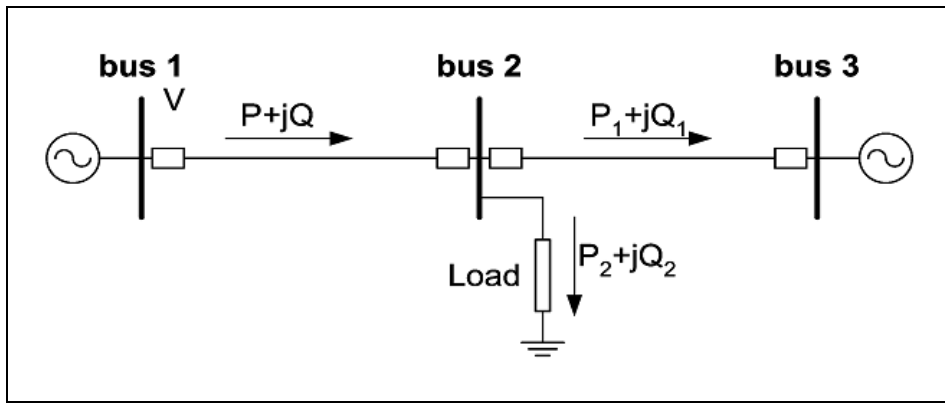 bus 1
bus 2
bus 3
V
P+jQ
P₁+jQ₁
P₂+jQ₂
Load